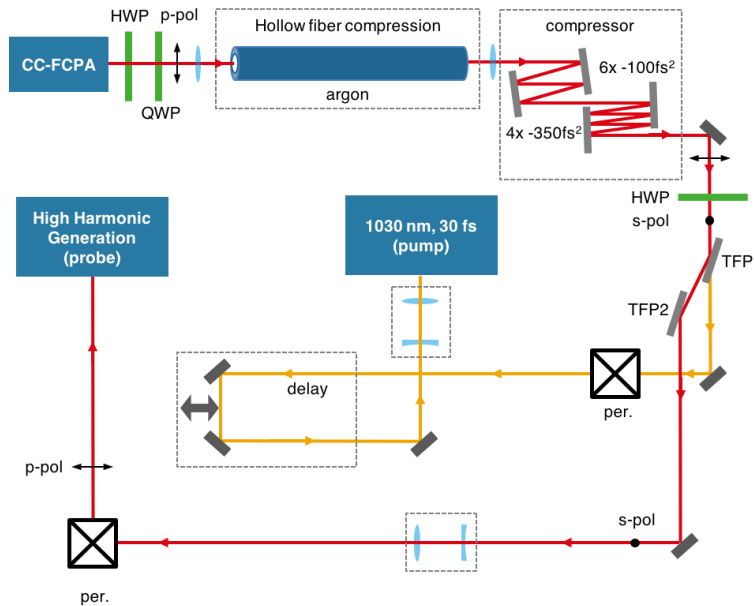 HWP
p-pol
CC-FCPA
QWP
Hollow fiber compression
argon
compressor
6x -100fs²
4x -350fs²
HWP
s-pol
TFP
TFP2
High Harmonic
Generation
(probe)
1030 nm, 30 fs
(pump)
delay
per.
p-pol
s-pol
per.